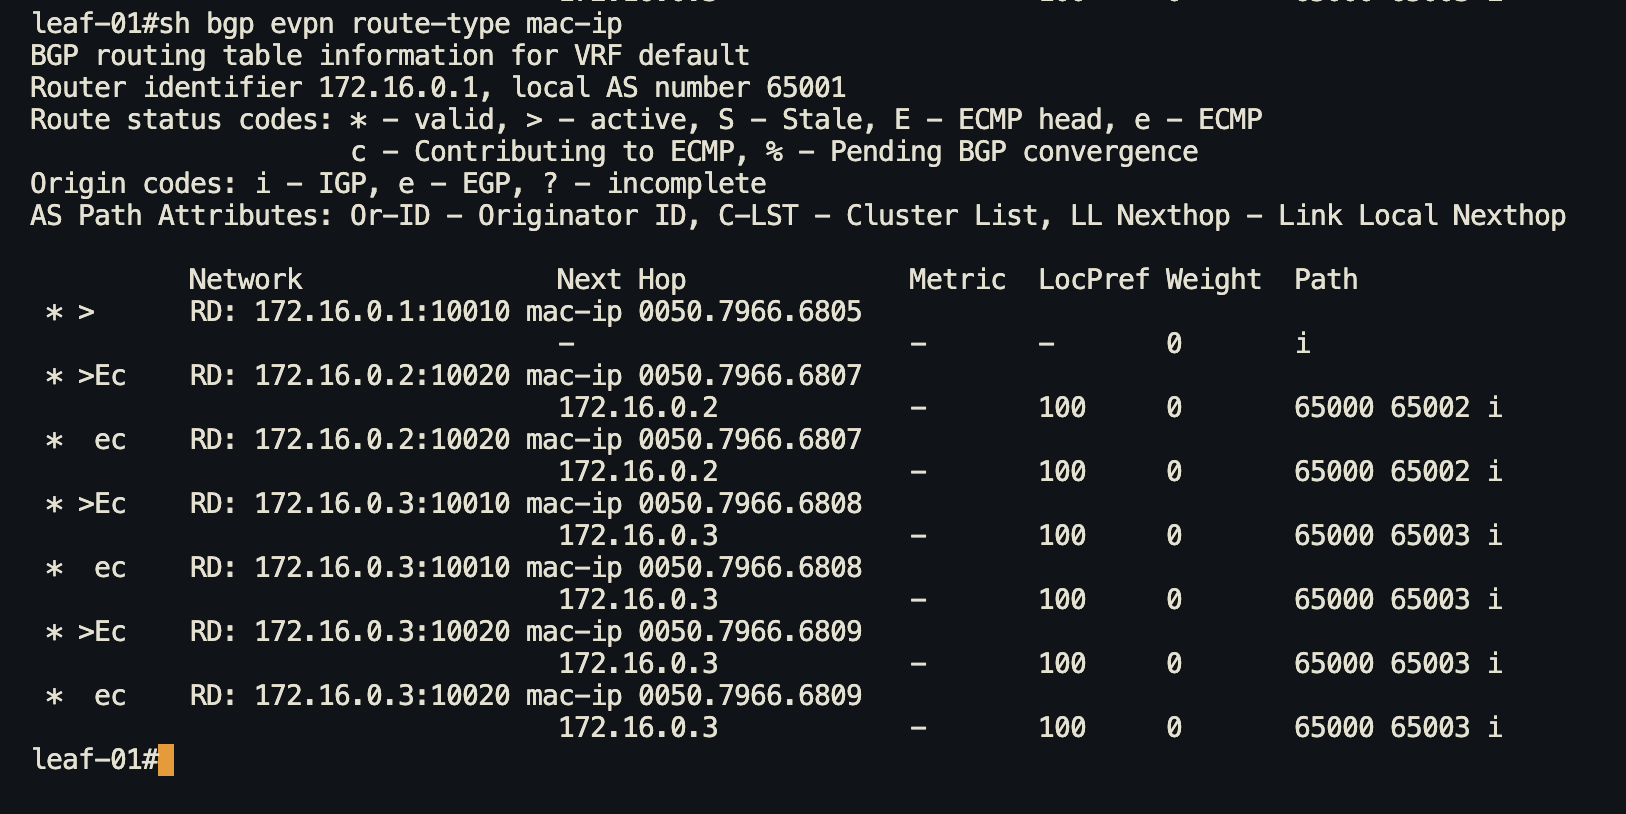 leaf-01#sh bgp evpn route-type mac-ip
BGP routing table information for VRF default
Router identifier 172.16.0.1, local AS number 65001
Route status codes: * - valid, > - active, S - Stale, E - ECMP head, e - ECMP
                    c - Contributing to ECMP, % - Pending BGP convergence
Origin codes: i - IGP, e - EGP, ? - incomplete
AS Path Attributes: Or-ID - Originator ID, C-LST - Cluster List, LL Nexthop - Link Local Nexthop

          Network                Next Hop              Metric  LocPref Weight  Path
 * >      RD: 172.16.0.1:10010 mac-ip 0050.7966.6805
                                 -                     -       -       0       i
 * >Ec    RD: 172.16.0.2:10020 mac-ip 0050.7966.6807
                                 172.16.0.2            -       100     0       65000 65002 i
 *  ec    RD: 172.16.0.2:10020 mac-ip 0050.7966.6807
                                 172.16.0.2            -       100     0       65000 65002 i
 * >Ec    RD: 172.16.0.3:10010 mac-ip 0050.7966.6808
                                 172.16.0.3            -       100     0       65000 65003 i
 *  ec    RD: 172.16.0.3:10010 mac-ip 0050.7966.6808
                                 172.16.0.3            -       100     0       65000 65003 i
 * >Ec    RD: 172.16.0.3:10020 mac-ip 0050.7966.6809
                                 172.16.0.3            -       100     0       65000 65003 i
 *  ec    RD: 172.16.0.3:10020 mac-ip 0050.7966.6809
                                 172.16.0.3            -       100     0       65000 65003 i
leaf-01#